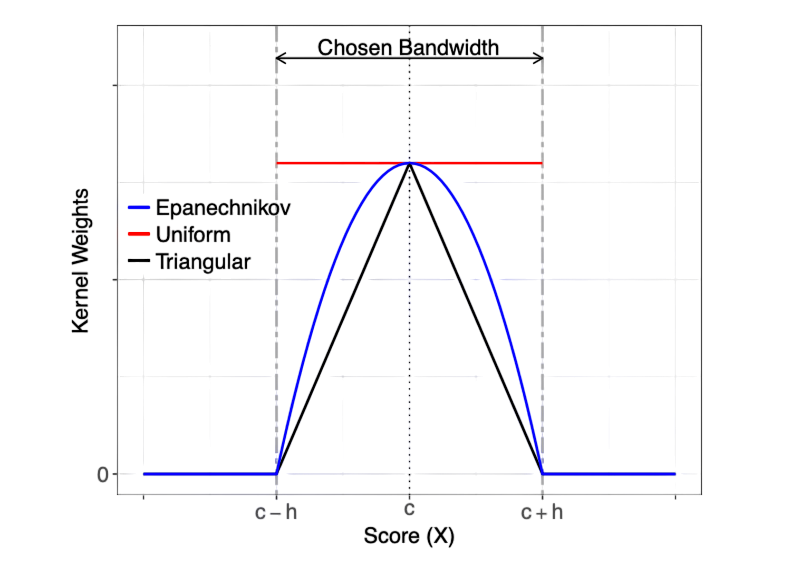 Chosen Bandwidth
Kernel Weights
Epanechnikov
Uniform
Triangular
0
c − h
c
c + h
Score (X)